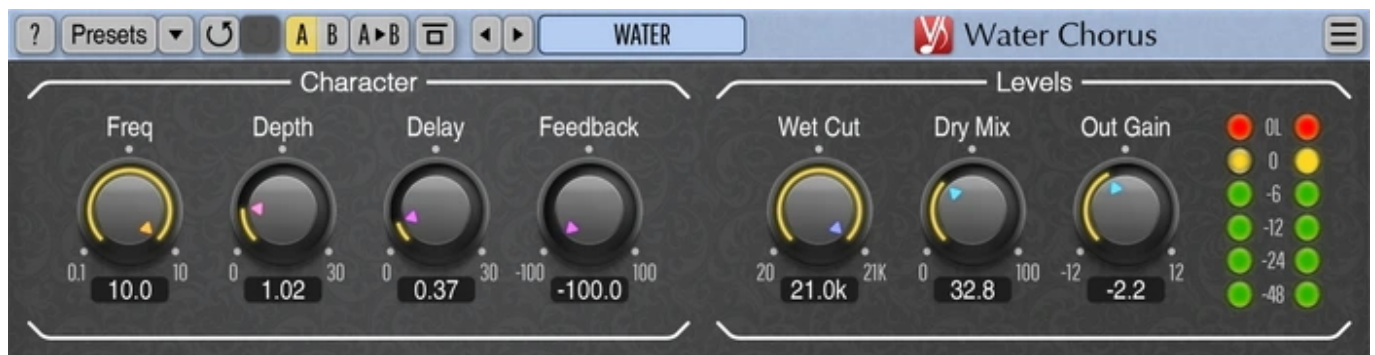 ? Presets A B A▸B WATER Water Chorus
Character Levels
Freq Depth Delay Feedback Wet Cut Dry Mix Out Gain OL
0
-6
-12
-24
-48
0.1 10 0 30 0 30 -100 100 20 21K 0 100 -12 12
10.0 1.02 0.37 -100.0 21.0k 32.8 -2.2